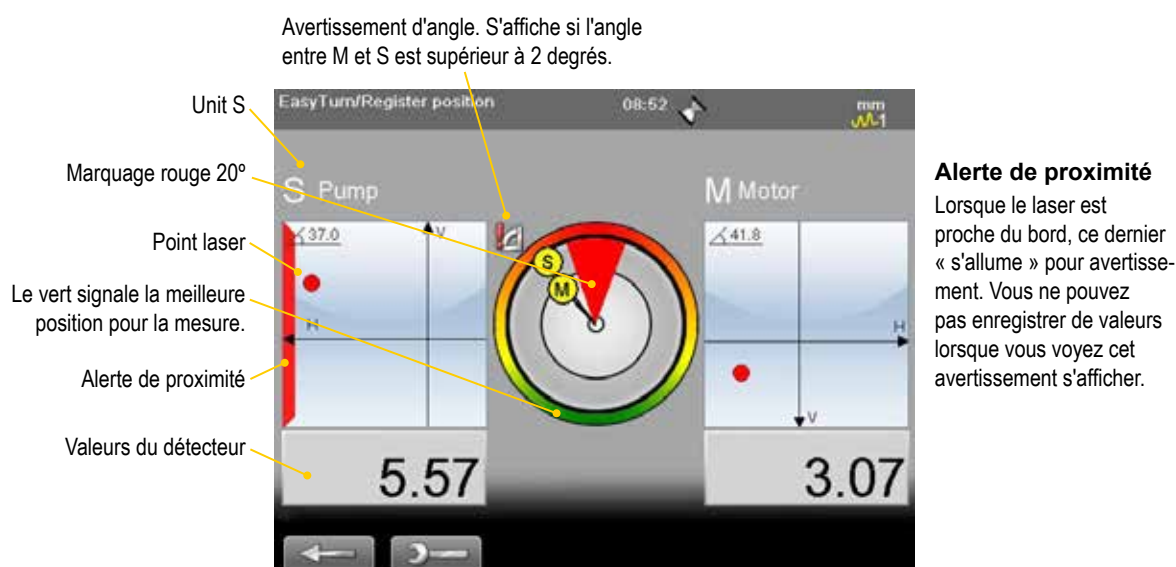 Avertissement d'angle. S'affiche si l'angle
entre M et S est supérieur à 2 degrés.
Unit S
Marquage rouge 20º
Point laser
Le vert signale la meilleure
position pour la mesure.
Alerte de proximité
Valeurs du détecteur
EasyTurn/Register position
08:52
mm
1
S Pump
M Motor
37.0
V
H
S
M
41.8
H
V
5.57
3.07
Alerte de proximité
Lorsque le laser est
proche du bord, ce dernier
« s'allume » pour avertisse-
ment. Vous ne pouvez
pas enregistrer de valeurs
lorsque vous voyez cet
avertissement s'afficher.